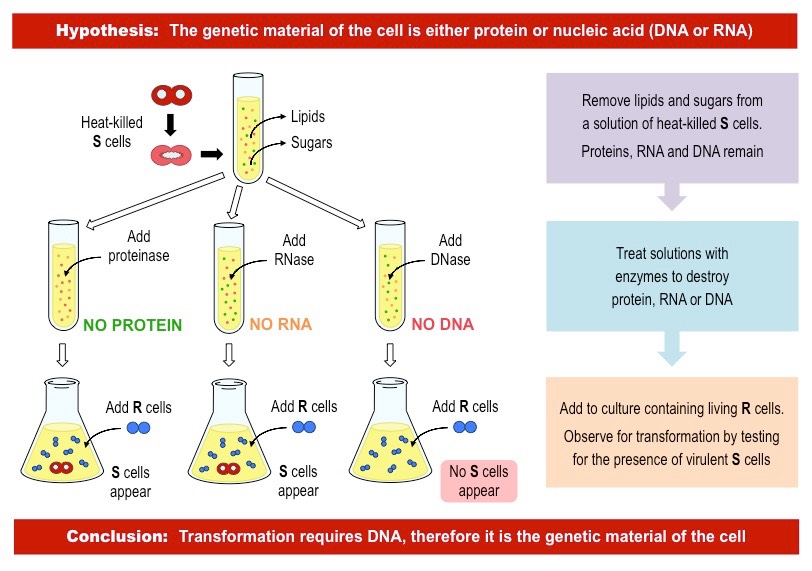 Hypothesis: The genetic material of the cell is either protein or nucleic acid (DNA or RNA)
Heat-killed
S cells
Lipids
Sugars
Remove lipids and sugars from
a solution of heat-killed S cells.
Proteins, RNA and DNA remain
Add
proteinase
Add
RNase
Add
DNase
NO PROTEIN
NO RNA
NO DNA
Treat solutions with
enzymes to destroy
protein, RNA or DNA
Add R cells
S cells
appear
Add R cells
S cells
appear
Add R cells
No S cells
appear
Add to culture containing living R cells.
Observe for transformation by testing
for the presence of virulent S cells
Conclusion: Transformation requires DNA, therefore it is the genetic material of the cell